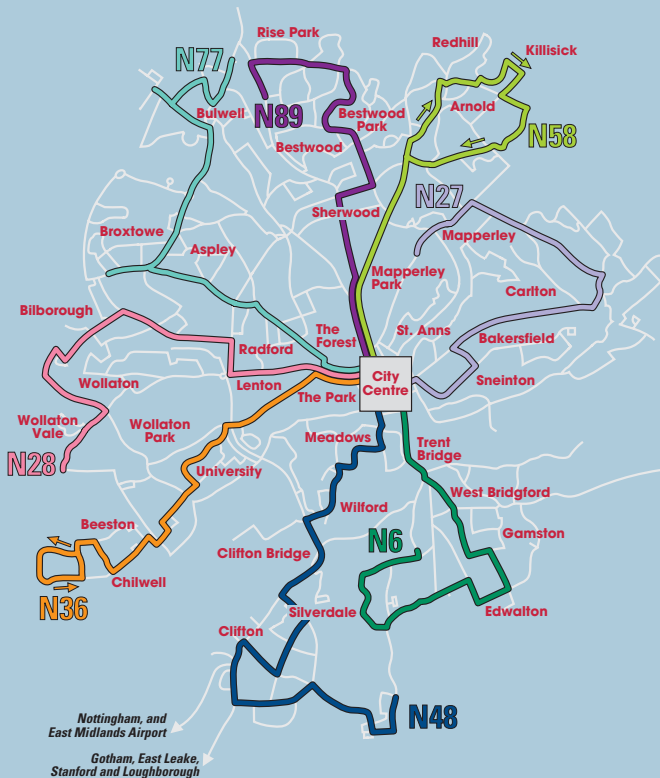 Rise Park
Redhill
Killisick
N77
Bulwell
N89
Bestwood
Park
Arnold
N58
Bestwood
N27
Sherwood
Broxtowe
Aspley
Mapperley
Mapperley
Park
Carlton
Bilborough
The
Forest
St. Anns
Bakersfield
Radford
City
Centre
Wollaton
Lenton
The Park
Sneinton
Wollaton
Vale
Wollaton
Park
Meadows
Trent
Bridge
N28
University
West Bridgford
Wilford
Beeston
Gamston
Clifton Bridge
N6
Chilwell
N36
Silverdale
Edwalton
Clifton
Nottingham, and
East Midlands Airport
N48
Gotham, East Leake,
Stanford and Loughborough